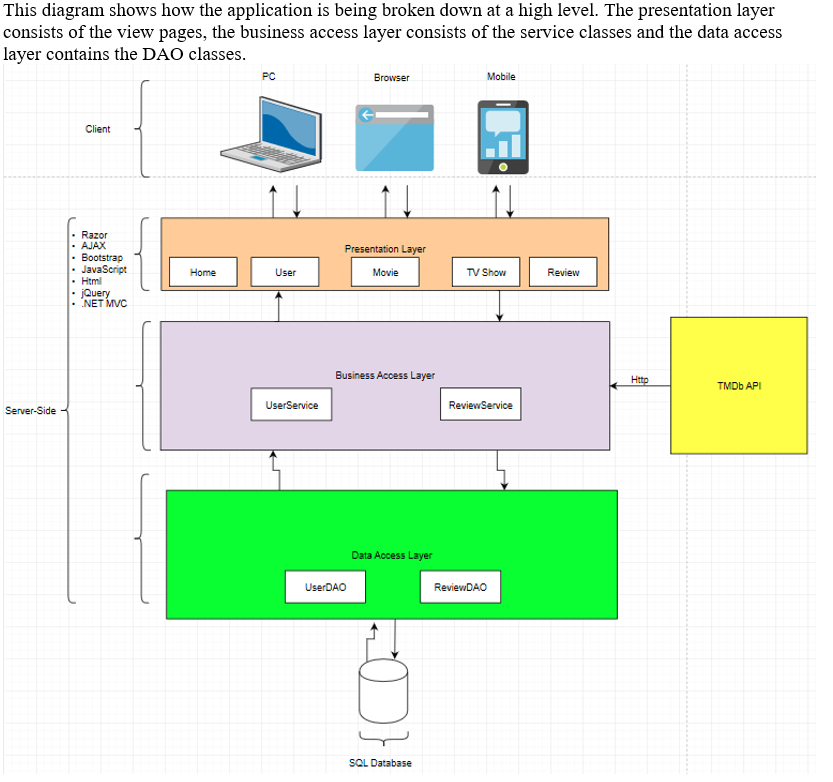 This diagram shows how the application is being broken down at a high level. The presentation layer
consists of the view pages, the business access layer consists of the service classes and the data access
layer contains the DAO classes.
PC
Browser
Mobile
Client
• Razor
• AJAX
• Bootstrap
• JavaScript
• Html
• jQuery
• .NET MVC
Presentation Layer
Home
User
Movie
TV Show
Review
Business Access Layer
UserService
ReviewService
Http
TMDb API
Server-Side
Data Access Layer
UserDAO
ReviewDAO
SQL Database